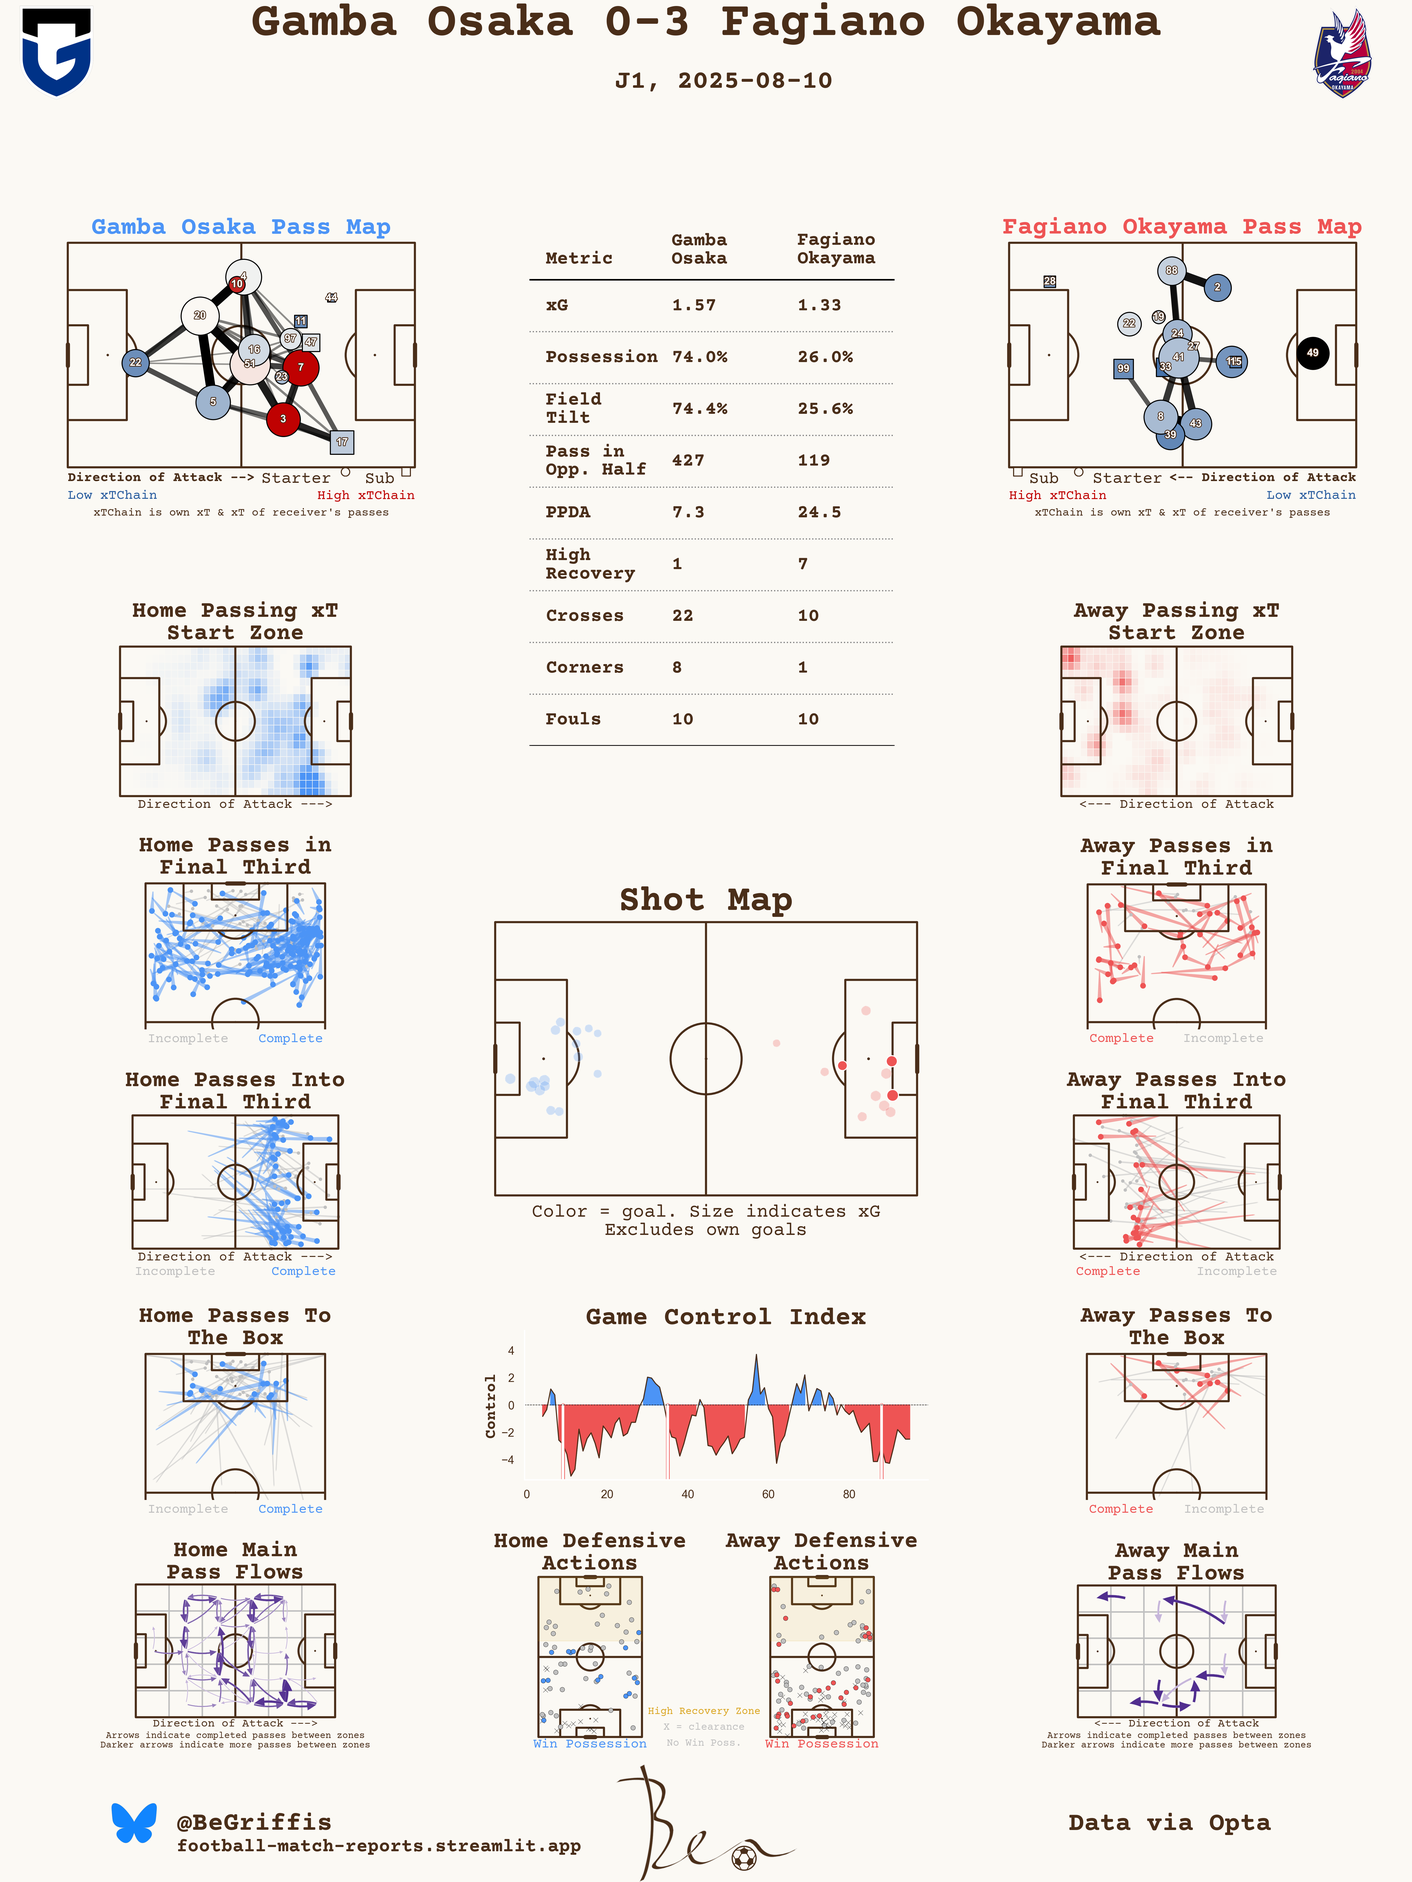 Gamba Osaka 0-3 Fagiano Okayama
J1, 2025-08-10
Fagiano
OKAYAMA
Gamba Osaka Pass Map
4
10
44
20
11
97
47
16
22
51
7
23
5
3
17
Direction of Attack --> Starter Sub
Low xTChain High xTChain
xTChain is own xT & xT of receiver's passes
Metric Gamba Osaka Fagiano Okayama
xG 1.57 1.33
Possession 74.0% 26.0%
Field Tilt 74.4% 25.6%
Pass in Opp. Half 427 119
PPDA 7.3 24.5
High Recovery 1 7
Crosses 22 10
Corners 8 1
Fouls 10 10
Fagiano Okayama Pass Map
28
88
2
22
19
24
27
49
41
99
33
8
43
39
Sub Starter <-- Direction of Attack
High xTChain Low xTChain
xTChain is own xT & xT of receiver's passes
Home Passing xT
Start Zone
Direction of Attack --->
Away Passing xT
Start Zone
<--- Direction of Attack
Home Passes in
Final Third
Incomplete Complete
Shot Map
Color = goal. Size indicates xG
Excludes own goals
Away Passes in
Final Third
Complete Incomplete
Home Passes Into
Final Third
Direction of Attack --->
Incomplete Complete
Away Passes Into
Final Third
<--- Direction of Attack
Complete Incomplete
Home Passes To
The Box
Incomplete Complete
Game Control Index
Control
4
2
0
−2
−4
0 20 40 60 80
Away Passes To
The Box
Complete Incomplete
Home Main
Pass Flows
Direction of Attack --->
Arrows indicate completed passes between zones
Darker arrows indicate more passes between zones
Home Defensive
Actions
Win Possession
High Recovery Zone
X = clearance
No Win Poss.
Away Defensive
Actions
Win Possession
Away Main
Pass Flows
<--- Direction of Attack
Arrows indicate completed passes between zones
Darker arrows indicate more passes between zones
@BeGriffis
football-match-reports.streamlit.app
Ben
Data via Opta